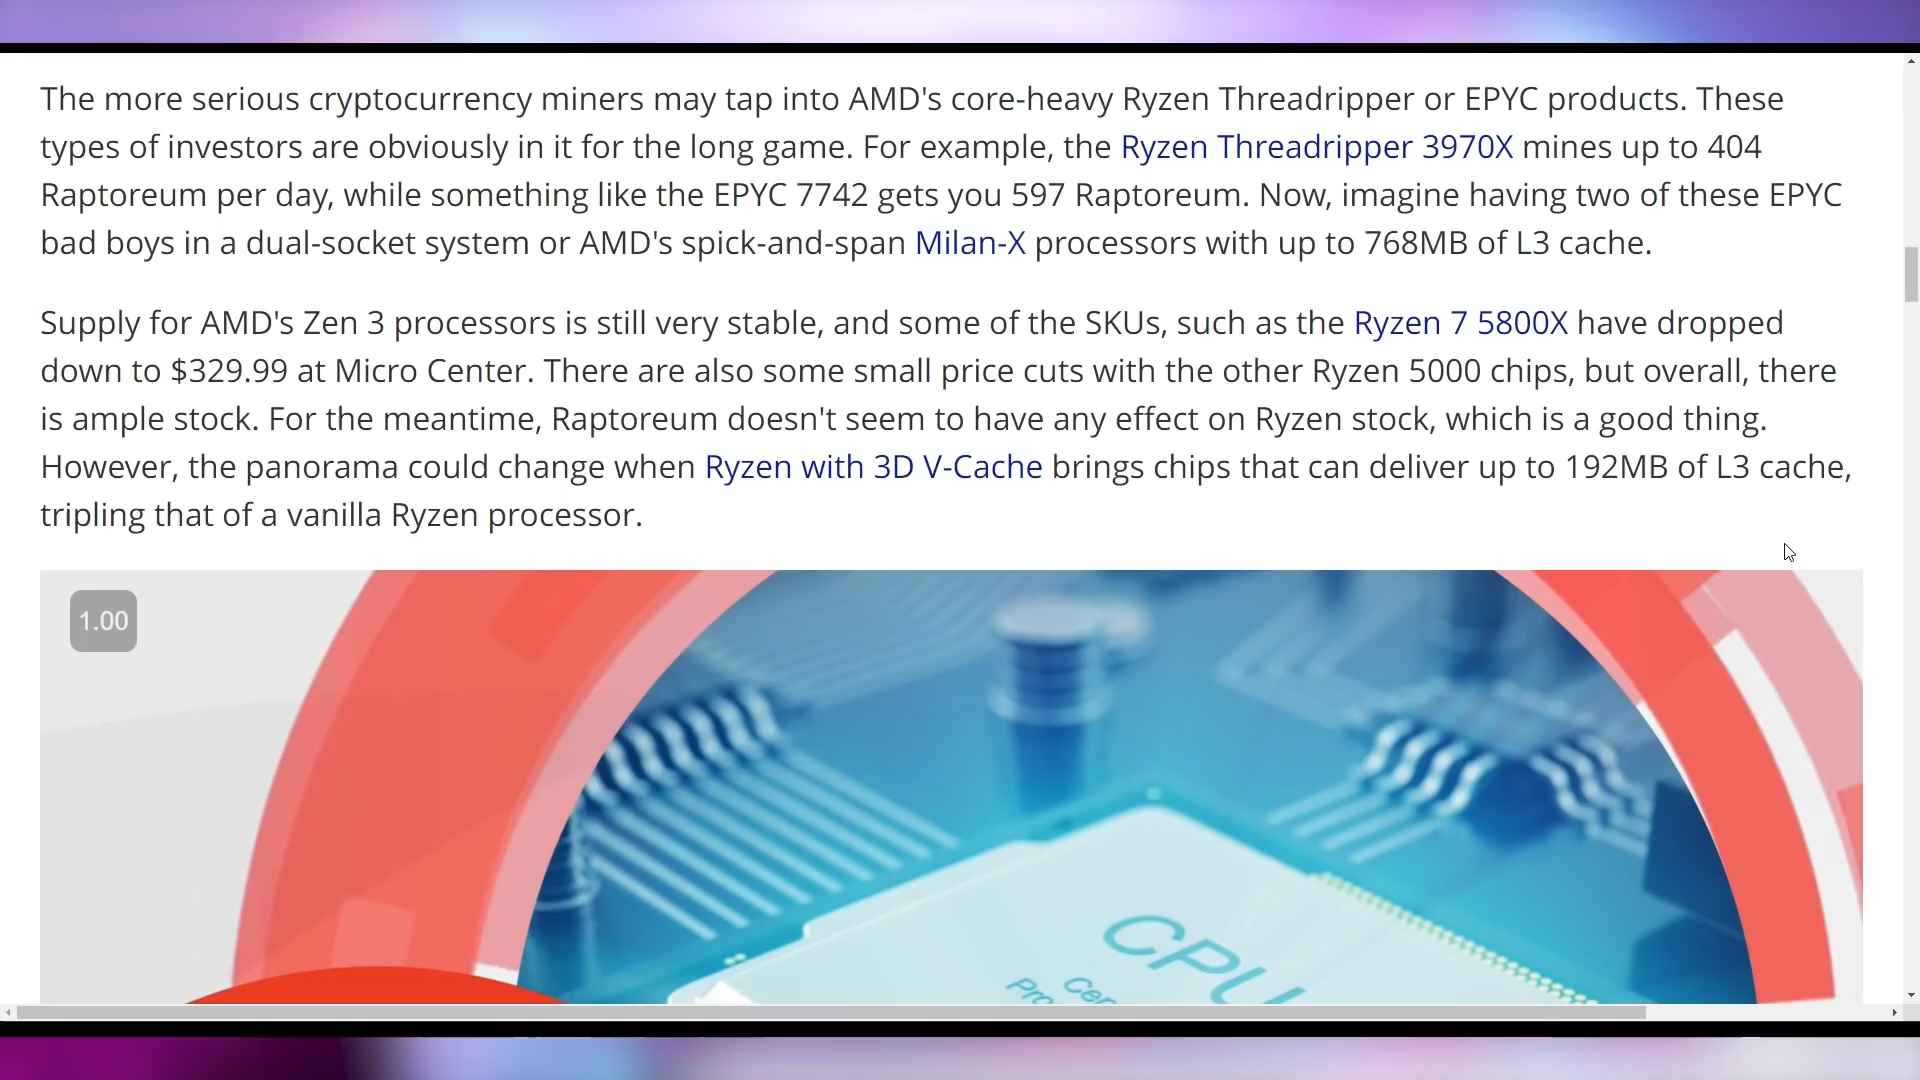 The more serious cryptocurrency miners may tap into AMD's core-heavy Ryzen Threadripper or EPYC products. These
types of investors are obviously in it for the long game. For example, the Ryzen Threadripper 3970X mines up to 404
Raptoreum per day, while something like the EPYC 7742 gets you 597 Raptoreum. Now, imagine having two of these EPYC
bad boys in a dual-socket system or AMD's spick-and-span Milan-X processors with up to 768MB of L3 cache.
Supply for AMD's Zen 3 processors is still very stable, and some of the SKUs, such as the Ryzen 7 5800X have dropped
down to $329.99 at Micro Center. There are also some small price cuts with the other Ryzen 5000 chips, but overall, there
is ample stock. For the meantime, Raptoreum doesn't seem to have any effect on Ryzen stock, which is a good thing.
However, the panorama could change when Ryzen with 3D V-Cache brings chips that can deliver up to 192MB of L3 cache,
tripling that of a vanilla Ryzen processor.
1.00
CPU